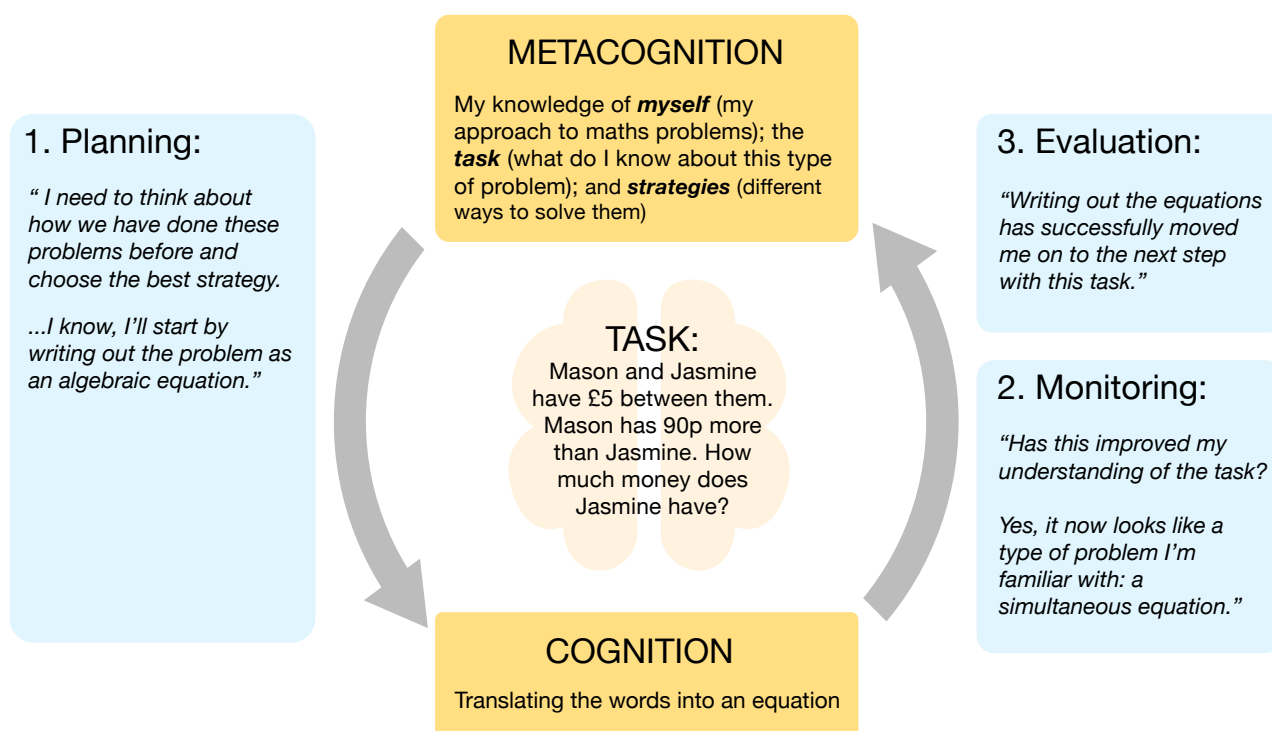 METACOGNITION
My knowledge of myself (my
approach to maths problems); the
task (what do I know about this type
of problem); and strategies (different
ways to solve them)
1. Planning:
“ I need to think about
how we have done these
problems before and
choose the best strategy.
...I know, I’ll start by
writing out the problem as
an algebraic equation.”
TASK:
Mason and Jasmine
have £5 between them.
Mason has 90p more
than Jasmine. How
much money does
Jasmine have?
3. Evaluation:
“Writing out the equations
has successfully moved
me on to the next step
with this task.”
2. Monitoring:
“Has this improved my
understanding of the task?
Yes, it now looks like a
type of problem I’m
familiar with: a
simultaneous equation.”
COGNITION
Translating the words into an equation